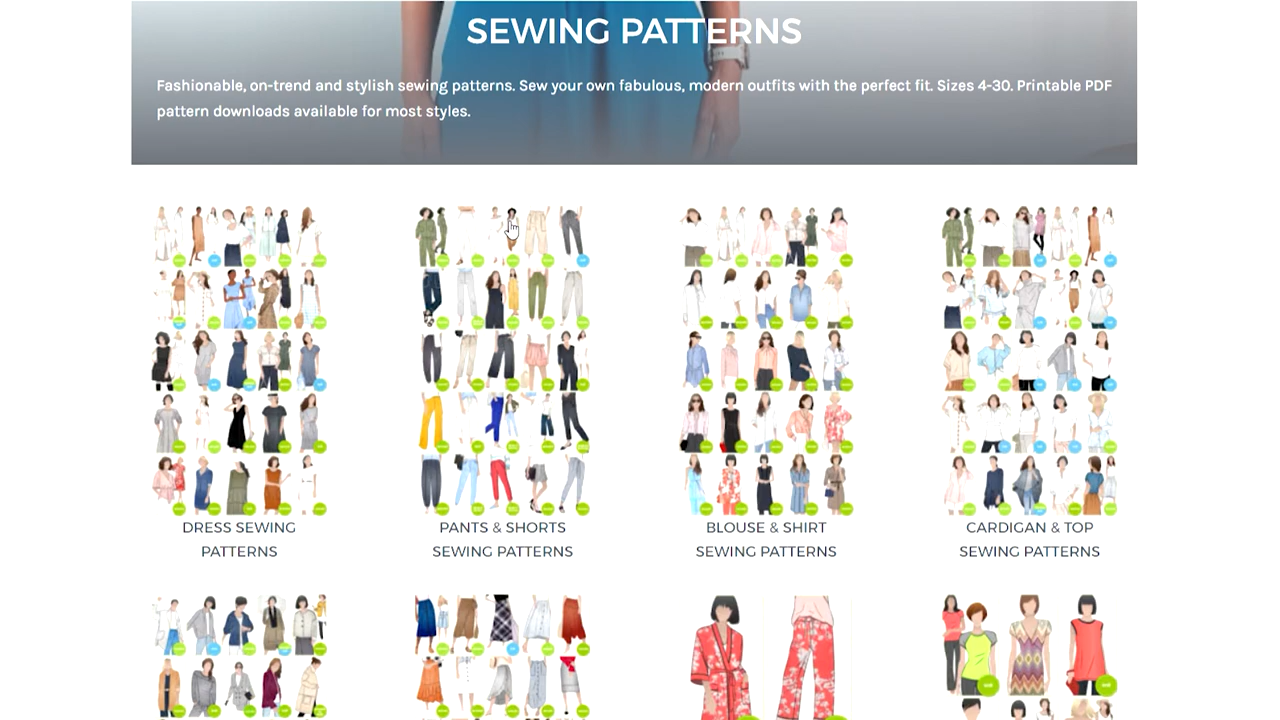 SEWING PATTERNS
Fashionable, on-trend and stylish sewing patterns. Sew your own fabulous, modern outfits with the perfect fit. Sizes 4-30. Printable PDF
pattern downloads available for most styles.
DRESS SEWING
PATTERNS
PANTS & SHORTS
SEWING PATTERNS
BLOUSE & SHIRT
SEWING PATTERNS
CARDIGAN & TOP
SEWING PATTERNS